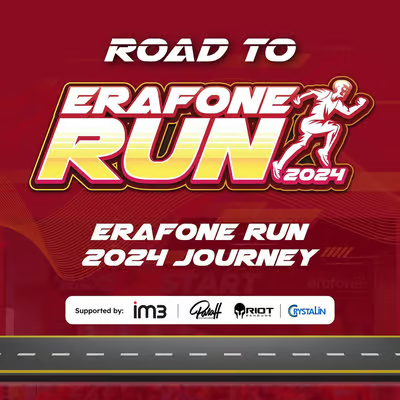 ROAD TO
ERAFONE
RUN
2024
ERAFONE RUN
2024 JOURNEY
Supported by: im3 RIOT CRYSTALIN